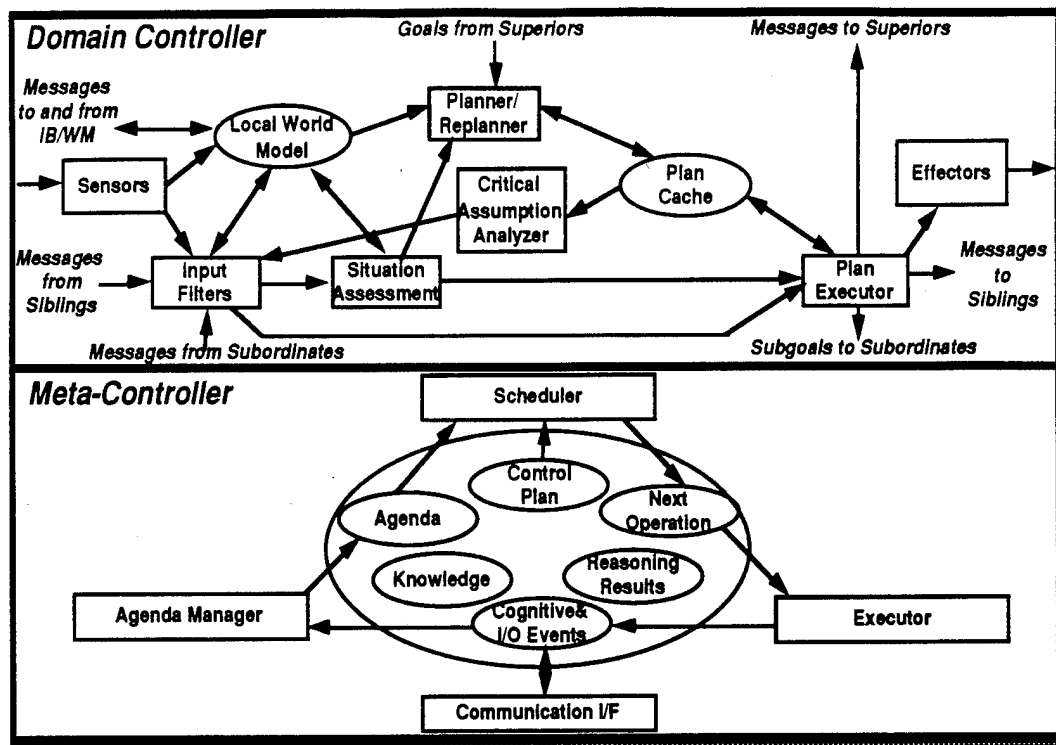 Domain Controller
Goals from Superiors
Messages to Superiors
Messages
to and from
IB/WM
Local World
Model
Planner/
Replanner
Sensors
Critical
Assumption
Analyzer
Plan
Cache
Effectors
Messages
from
Siblings
Input
Filters
Situation
Assessment
Plan
Executor
Messages
to
Siblings
Messages from Subordinates
Subgoals to Subordinates
Meta-Controller
Scheduler
Control
Plan
Agenda
Next
Operation
Knowledge
Reasoning
Results
Agenda Manager
Cognitive&
I/O Events
Executor
Communication I/F